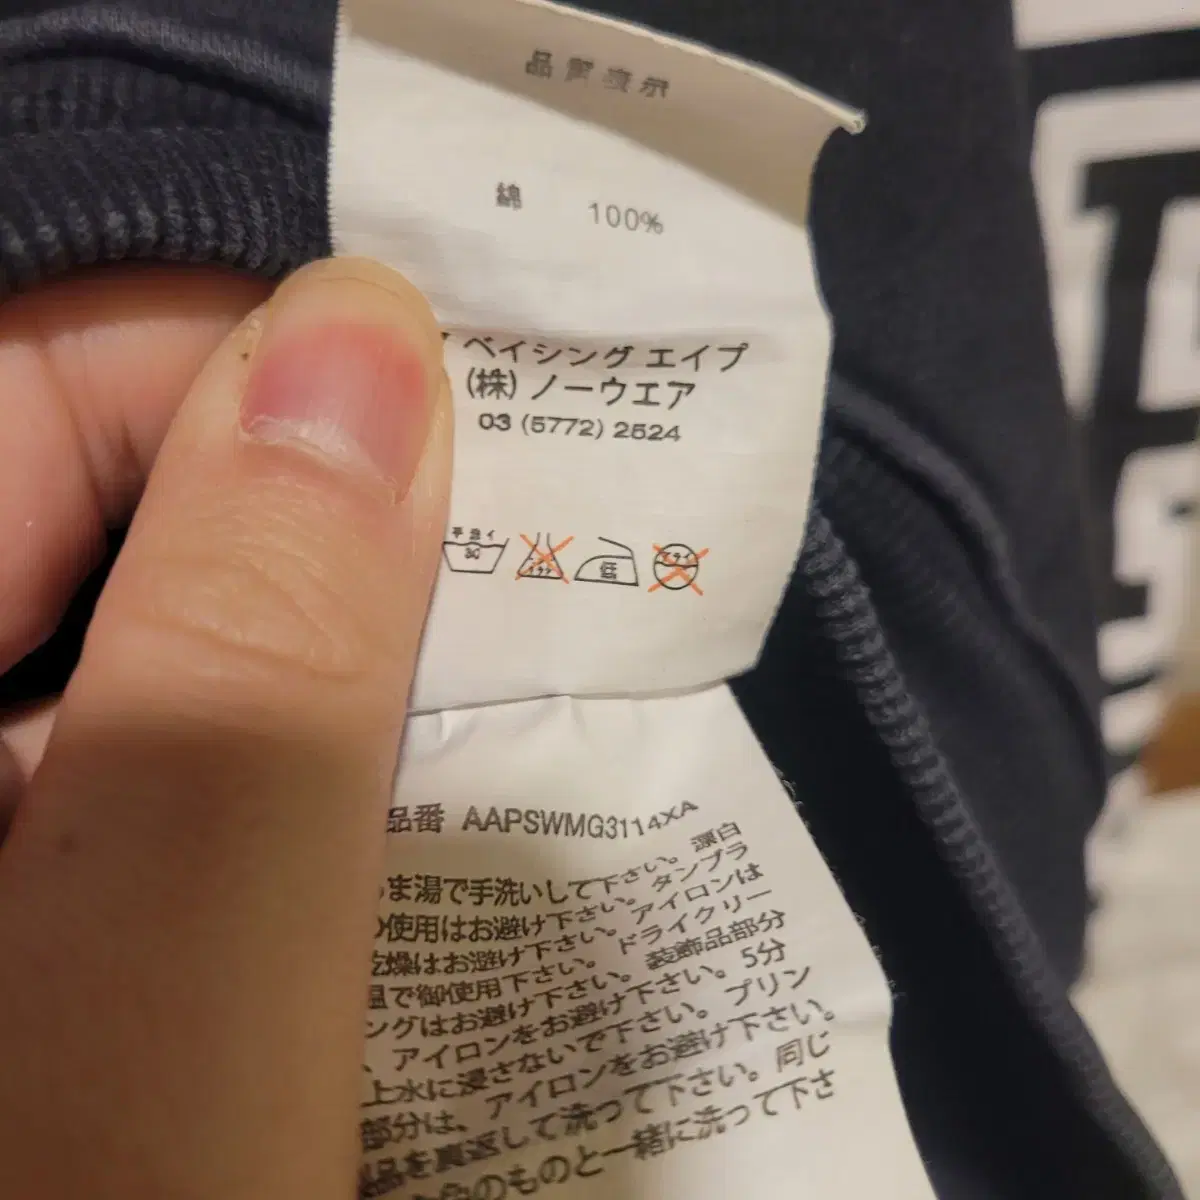 品質表示
綿 100%
ベイシング エイプ
(株) ノーウエア
03 (5772) 2524
手洗イ
30
低
品番 AAPSWMG3114XA
ま湯で手洗いして下さい。漂白
使用はお避け下さい。タンブラ
乾燥はお避け下さい。アイロンは
温で御使用下さい。ドライクリー
ングはお避け下さい。装飾品部分
、アイロンをお避け下さい。5分
上水に浸さないで下さい。プリン
部分は、アイロンをお避け下さい。
品を裏返して洗って下さい。同じ
色のものと一緒に洗って下さ